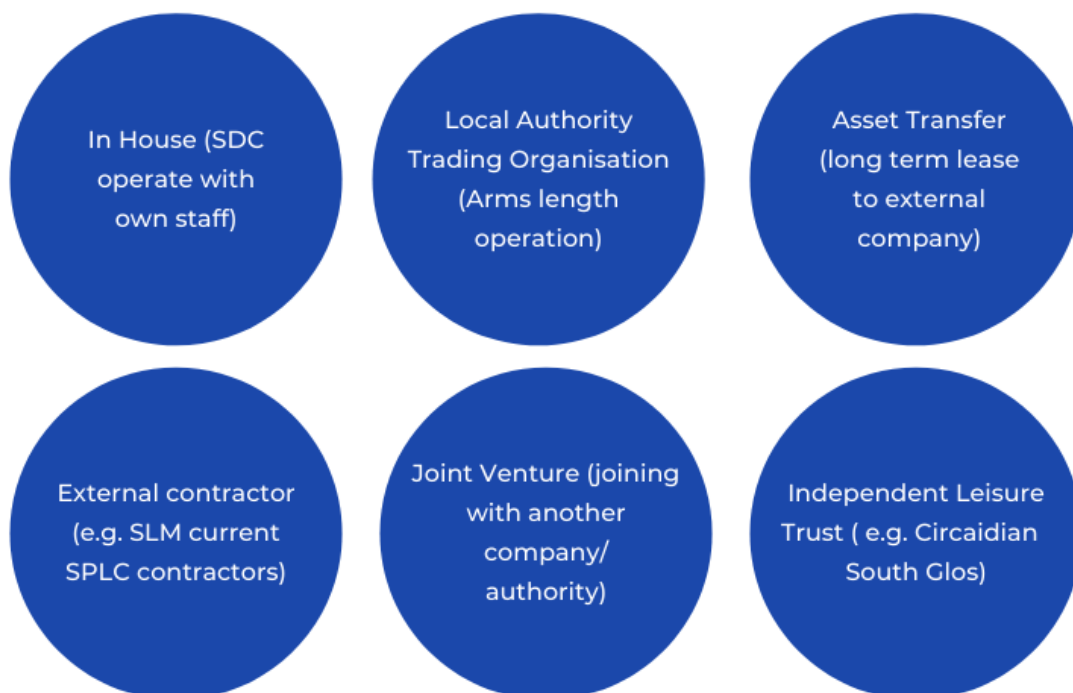 In House (SDC
operate with
own staff)
Local Authority
Trading Organisation
(Arms length
operation)
Asset Transfer
(long term lease
to external
company)
External contractor
(e.g. SLM current
SPLC contractors)
Joint Venture (joining
with another
company/
authority)
Independent Leisure
Trust ( e.g. Circaidian
South Glos)